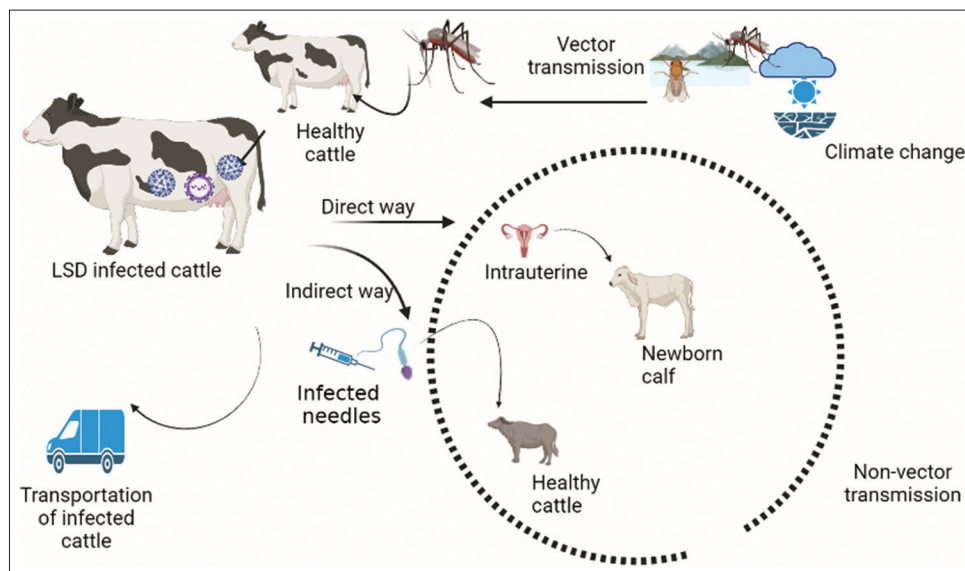 Vector
transmission
Climate change
Healthy
cattle
LSD infected cattle
Direct way
Intrauterine
Newborn
calf
Indirect way
Infected
needles
Healthy
cattle
Non-vector
transmission
Transportation
of infected
cattle